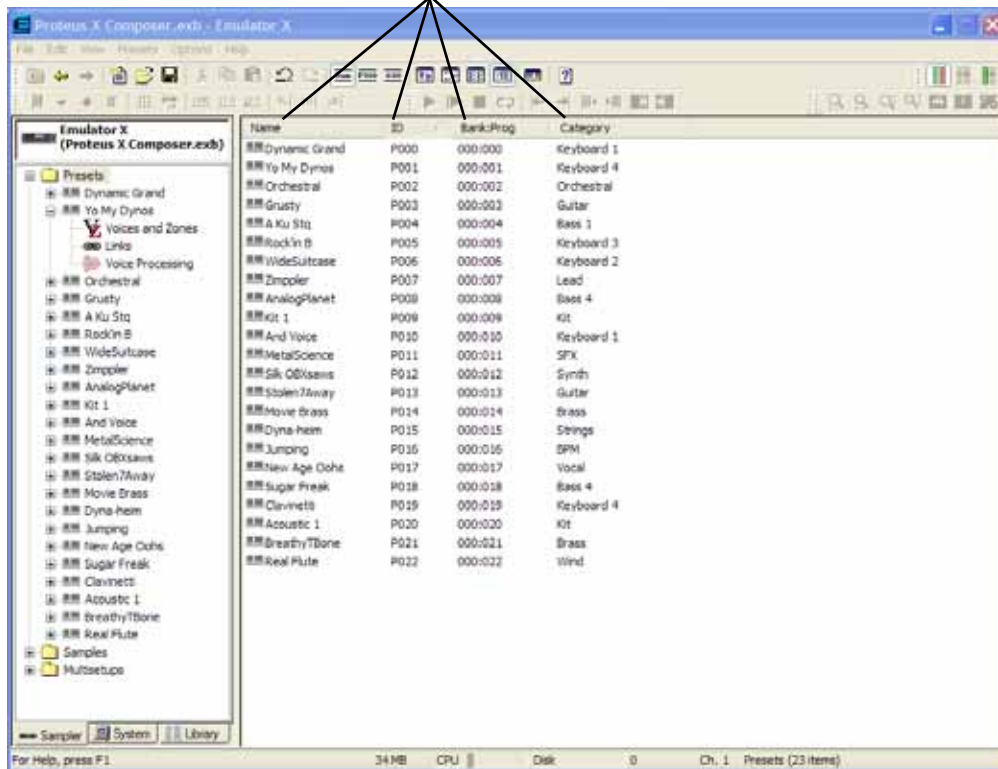 Proteus X Composer.exb - Emulator X
File Edit View Presets Options Help
Emulator X
(Proteus X Composer.exb)
Presets
Dynamic Grand
Yo My Dynos
Voices and Zones
Links
Voice Processing
Orchestral
Grusty
A Ku Stq
Rock'in B
WideSuitcase
Zmppler
AnalogPlanet
Kit 1
And Voice
MetalScience
Silk OBXsaws
Stolen7Away
Movie Brass
Dyna-heim
Jumping
New Age Oohs
Sugar Freak
Clavinetti
Acoustic 1
BreathyTBone
Real Flute
Samples
Multisetups
Sampler System Library
Name ID Bank:Prog Category
Dynamic Grand P000 000:000 Keyboard 1
Yo My Dynos P001 000:001 Keyboard 4
Orchestral P002 000:002 Orchestral
Grusty P003 000:003 Guitar
A Ku Stq P004 000:004 Bass 1
Rock'in B P005 000:005 Keyboard 3
WideSuitcase P006 000:006 Keyboard 2
Zmppler P007 000:007 Lead
AnalogPlanet P008 000:008 Bass 4
Kit 1 P009 000:009 Kit
And Voice P010 000:010 Keyboard 1
MetalScience P011 000:011 SFX
Silk OBXsaws P012 000:012 Synth
Stolen7Away P013 000:013 Guitar
Movie Brass P014 000:014 Brass
Dyna-heim P015 000:015 Strings
Jumping P016 000:016 BPM
New Age Oohs P017 000:017 Vocal
Sugar Freak P018 000:018 Bass 4
Clavinetti P019 000:019 Keyboard 4
Acoustic 1 P020 000:020 Kit
BreathyTBone P021 000:021 Brass
Real Flute P022 000:022 Wind
For Help, press F1 34 MB CPU Disk 0 Ch. 1 Presets (23 items)